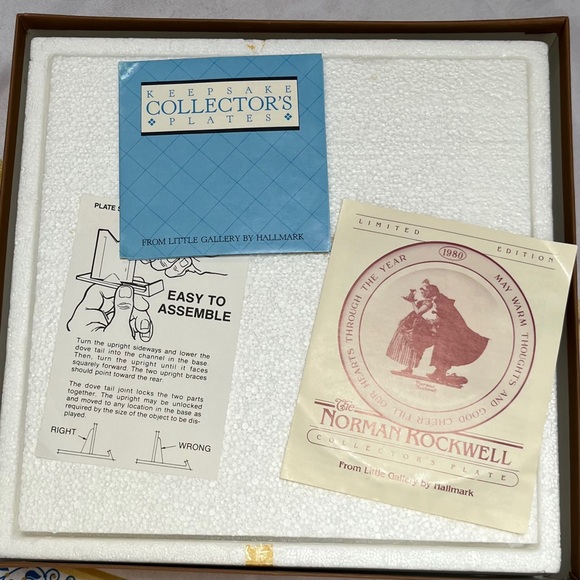 KEEPSAKE
COLLECTOR'S
PLATES
FROM LITTLE GALLERY BY HALLMARK
PLATE S
EASY TO
ASSEMBLE
Turn the upright sideways and lower the
dove tail into the channel in the base
Then, turn the upright until it faces
squarely forward. The two upright braces
should point toward the rear.
The dove tail joint locks the two parts
together. The upright may be unlocked
and moved to any location in the base as
required by the size of the object to be dis-
played.
RIGHT
WRONG
LIMITED EDITION
1980
MAY WARM THOUGHTS AND GOOD CHEER FILL OUR HEARTS THROUGH THE YEAR
The
NORMAN ROCKWELL
COLLECTOR'S PLATE
From Little Gallery by Hallmark